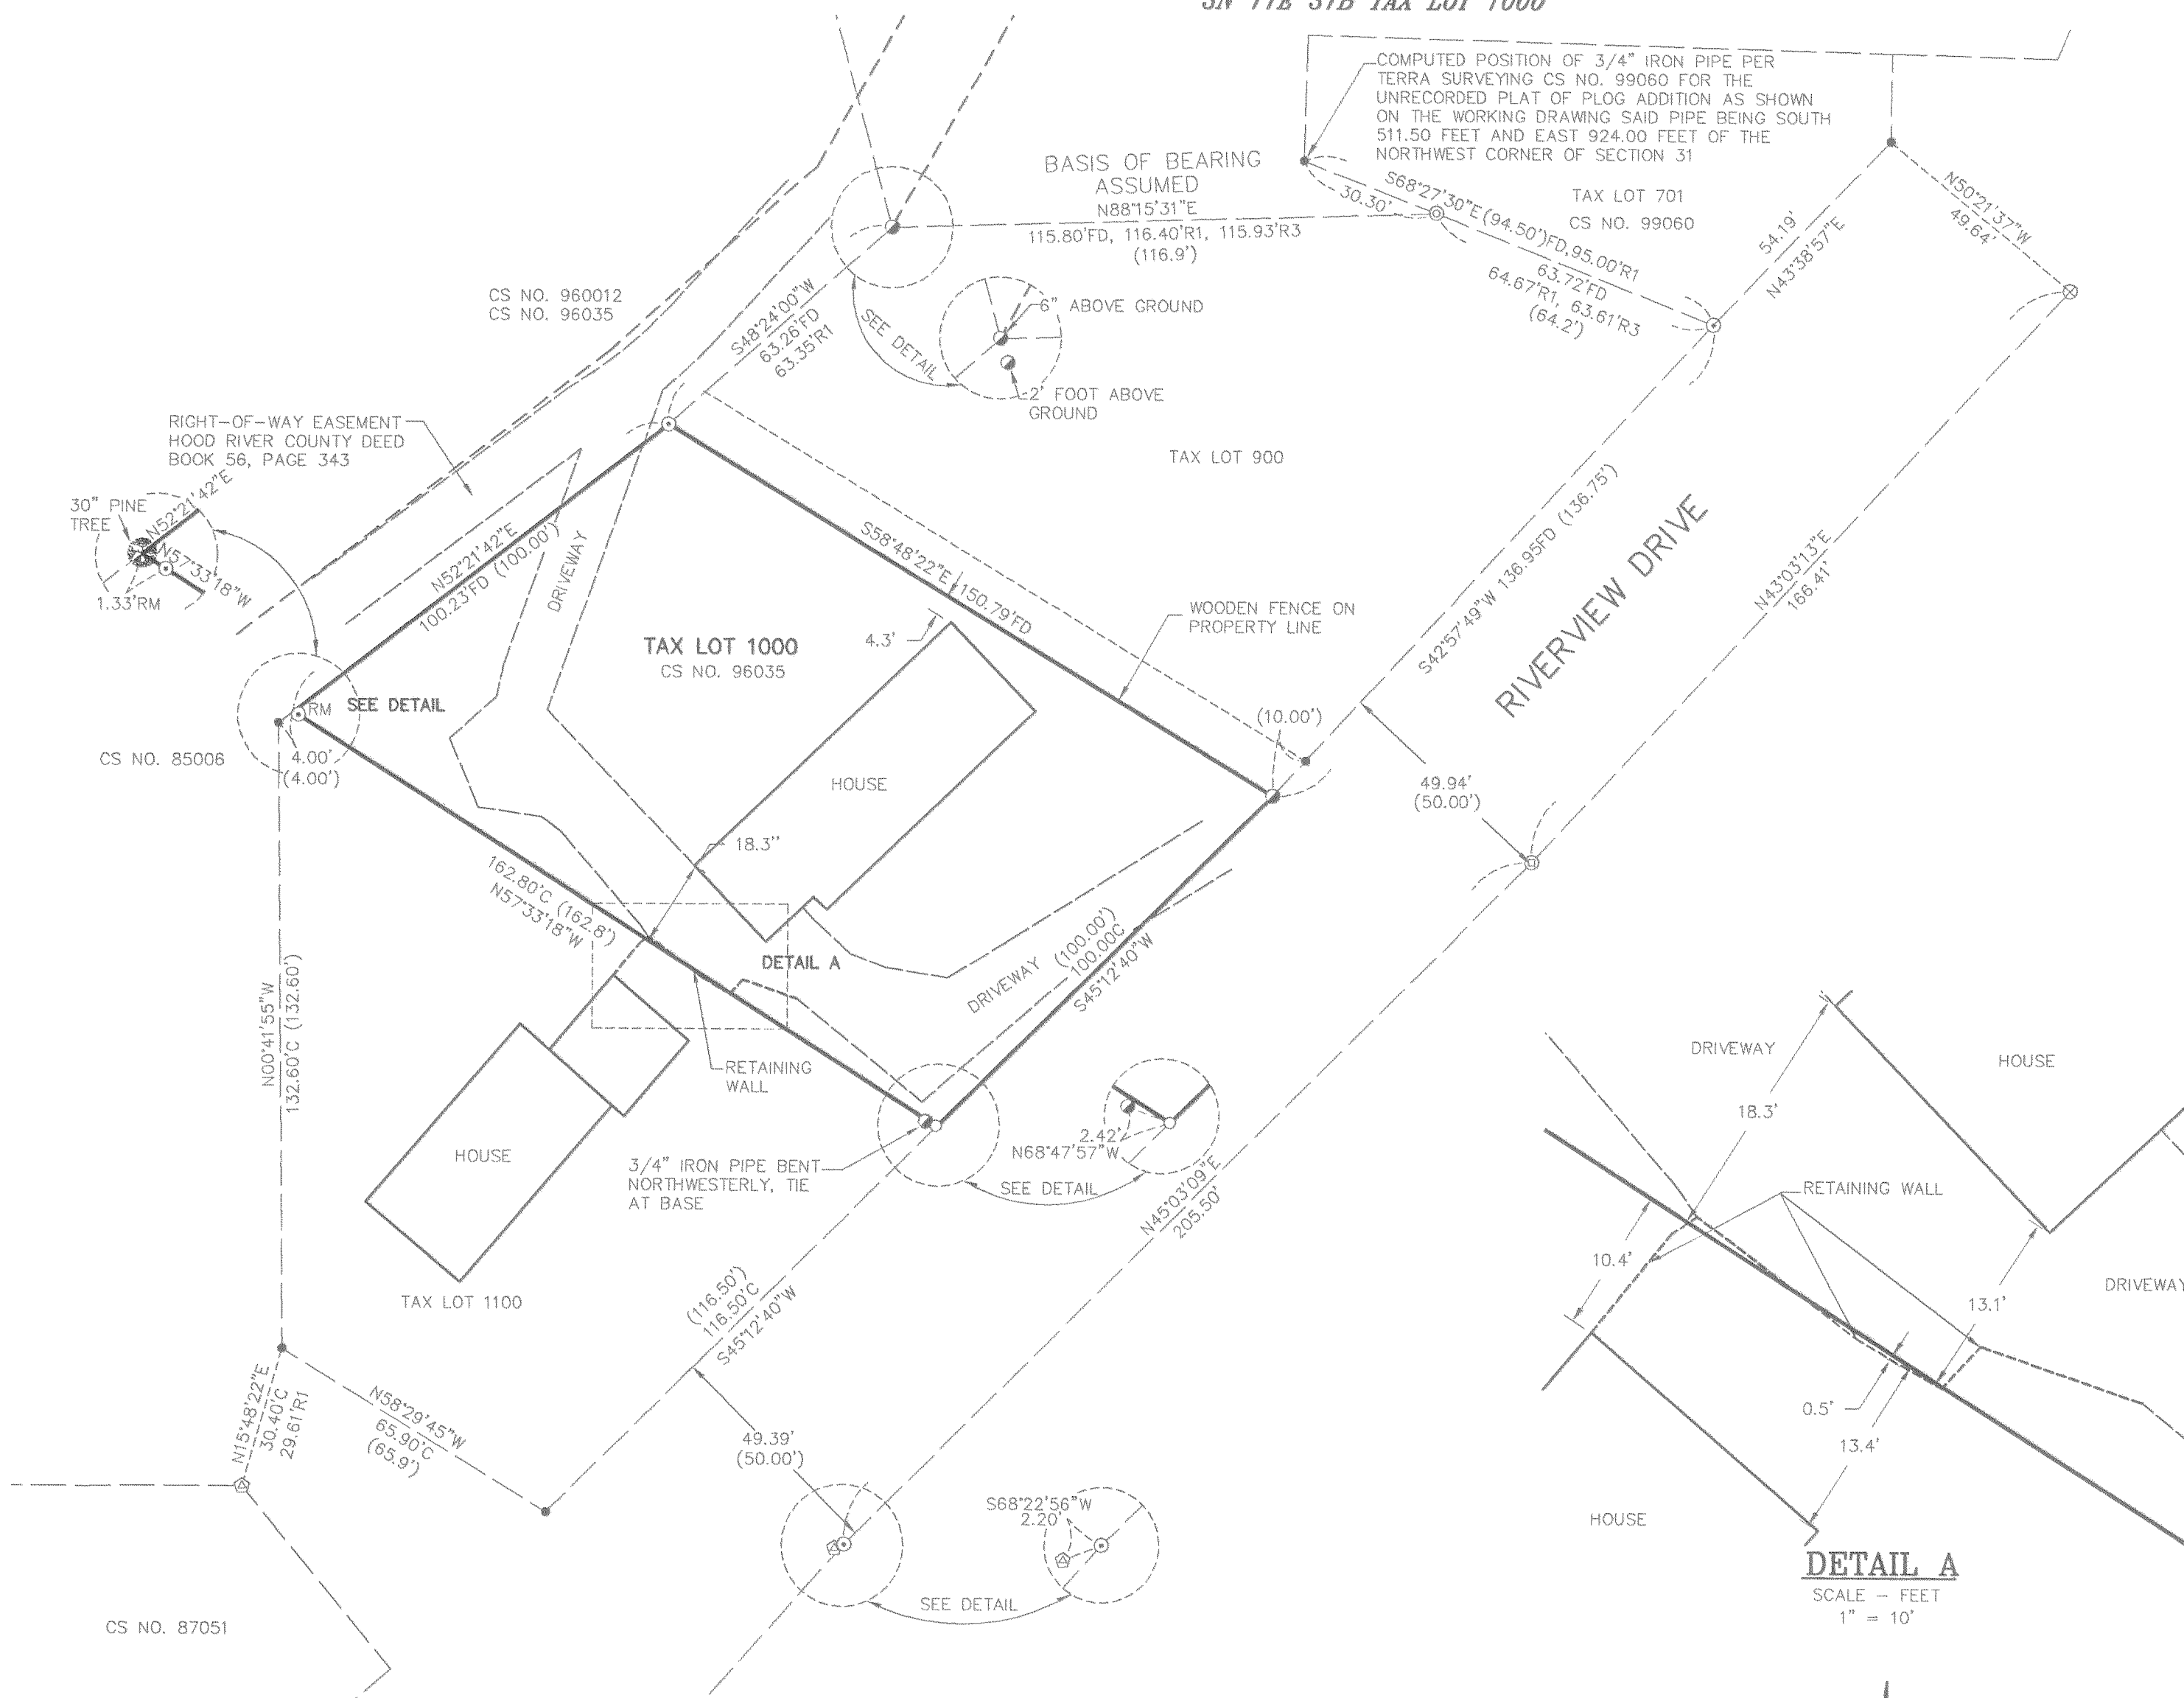 COMPUTED POSITION OF 3/4" IRON PIPE PER
TERRA SURVEYING CS NO. 99060 FOR THE
UNRECORDED PLAT OF PLOG ADDITION AS SHOWN
ON THE WORKING DRAWING SAID PIPE BEING SOUTH
511.50 FEET AND EAST 924.00 FEET OF THE
NORTHWEST CORNER OF SECTION 31
BASIS OF BEARING
ASSUMED
N88°15'31"E
115.80'FD, 116.40'R1, 115.93'R3
(116.9')
S68°27'30"E (94.50')FD,95.00'R1
30.30'
63.72'FD
64.67'R1, 63.61'R3
(64.2')
TAX LOT 701
CS NO. 99060
54.19'
N43°38'57"E
N50°21'37"W
49.64'
CS NO. 960012
CS NO. 96035
S48°24'00"W
63.26'FD
63.35'R1
SEE DETAIL
6" ABOVE GROUND
2' FOOT ABOVE
GROUND
RIGHT-OF-WAY EASEMENT
HOOD RIVER COUNTY DEED
BOOK 56, PAGE 343
TAX LOT 900
30" PINE
TREE
N52°21'42"E
N57°33'18"W
1.33'RM
N52°21'42"E
100.23'FD (100.00')
DRIVEWAY
S58°48'22"E 150.79'FD
WOODEN FENCE ON
PROPERTY LINE
4.3'
TAX LOT 1000
CS NO. 96035
S42°57'49"W 136.95FD (136.75')
RIVERVIEW DRIVE
N43°03'13"E
166.41'
RM
SEE DETAIL
4.00'
(4.00')
CS NO. 85006
(10.00')
49.94'
(50.00')
HOUSE
18.3''
162.80'C (162.8')
N57°33'18"W
DETAIL A
DRIVEWAY
(100.00')
100.00C
S45°12'40"W
N00°41'55"W
132.60'C (132.60')
RETAINING
WALL
HOUSE
3/4" IRON PIPE BENT
NORTHWESTERLY, TIE
AT BASE
2.42'
N68°47'57"W
SEE DETAIL
N45°03'09"E
205.50'
TAX LOT 1100
(116.50')
116.50'C
S45°12'40"W
N15°48'22"E
30.40'C
29.61'R1
N58°29'45"W
65.90'C
(65.9')
49.39'
(50.00')
S68°22'56"W
2.20'
SEE DETAIL
CS NO. 87051
DRIVEWAY
HOUSE
18.3'
RETAINING WALL
10.4'
13.1'
DRIVEWAY
0.5'
13.4'
HOUSE
DETAIL A
SCALE - FEET
1" = 10'